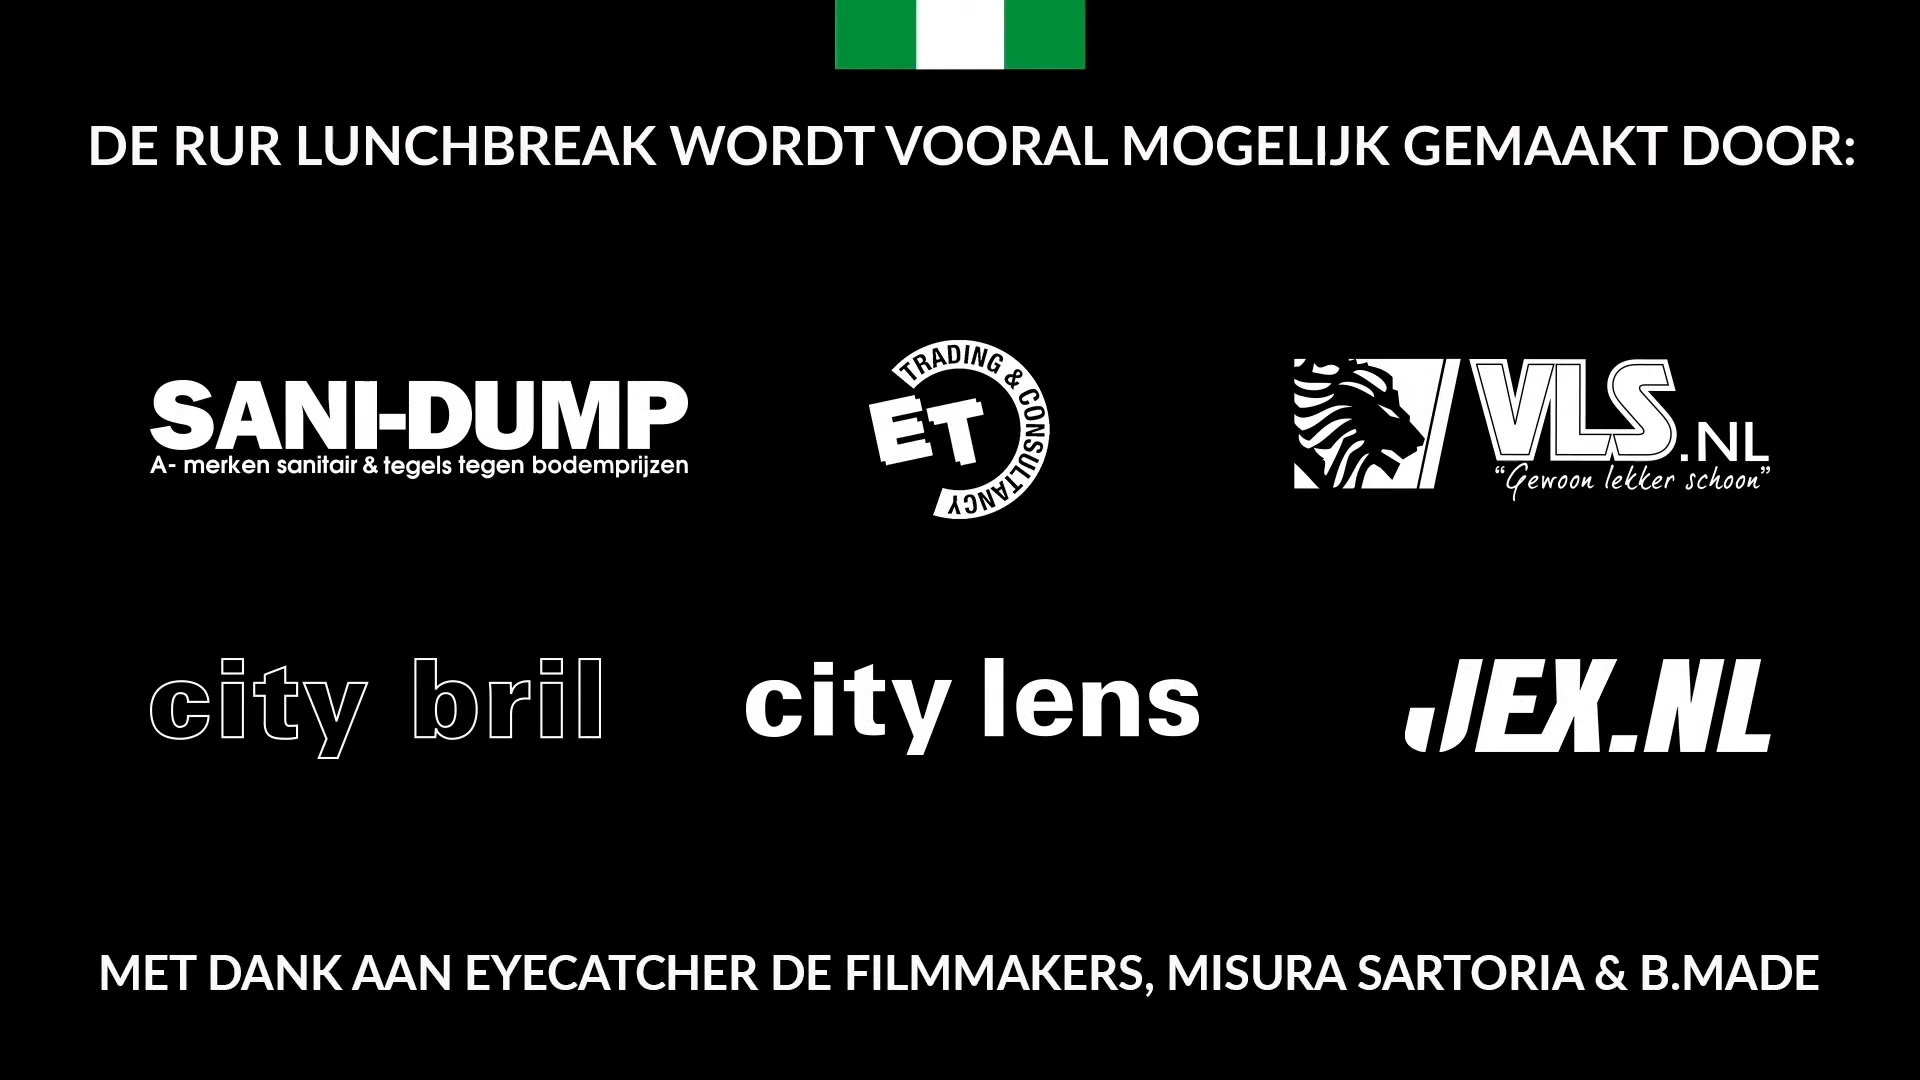 DE RUR LUNCHBREAK WORDT VOORAL MOGELIJK GEMAAKT DOOR:
SANI-DUMP
A- merken sanitair & tegels tegen bodemprijzen
ET
TRADING & CONSULTANCY
VLS.NL
"Gewoon lekker schoon"
city bril
city lens
JEX.NL
MET DANK AAN EYECATCHER DE FILMMAKERS, MISURA SARTORIA & B.MADE